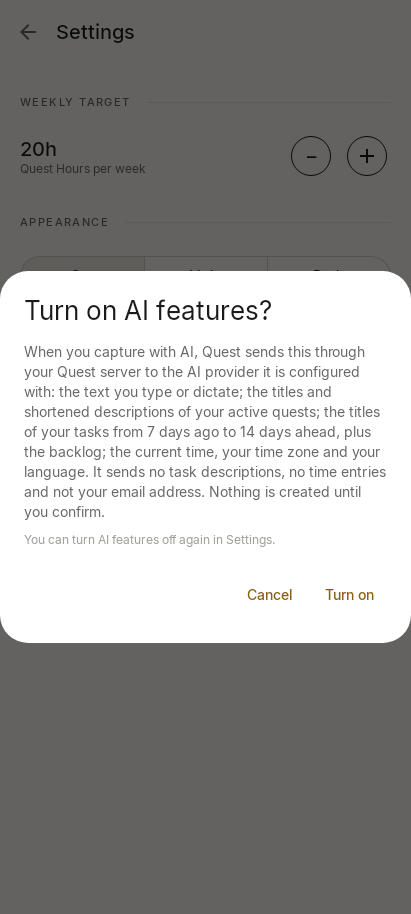 Settings
WEEKLY TARGET
20h
Quest Hours per week
APPEARANCE
Turn on AI features?
When you capture with AI, Quest sends this through
your Quest server to the AI provider it is configured
with: the text you type or dictate; the titles and
shortened descriptions of your active quests; the titles
of your tasks from 7 days ago to 14 days ahead, plus
the backlog; the current time, your time zone and your
language. It sends no task descriptions, no time entries
and not your email address. Nothing is created until
you confirm.
You can turn AI features off again in Settings.
Cancel Turn on